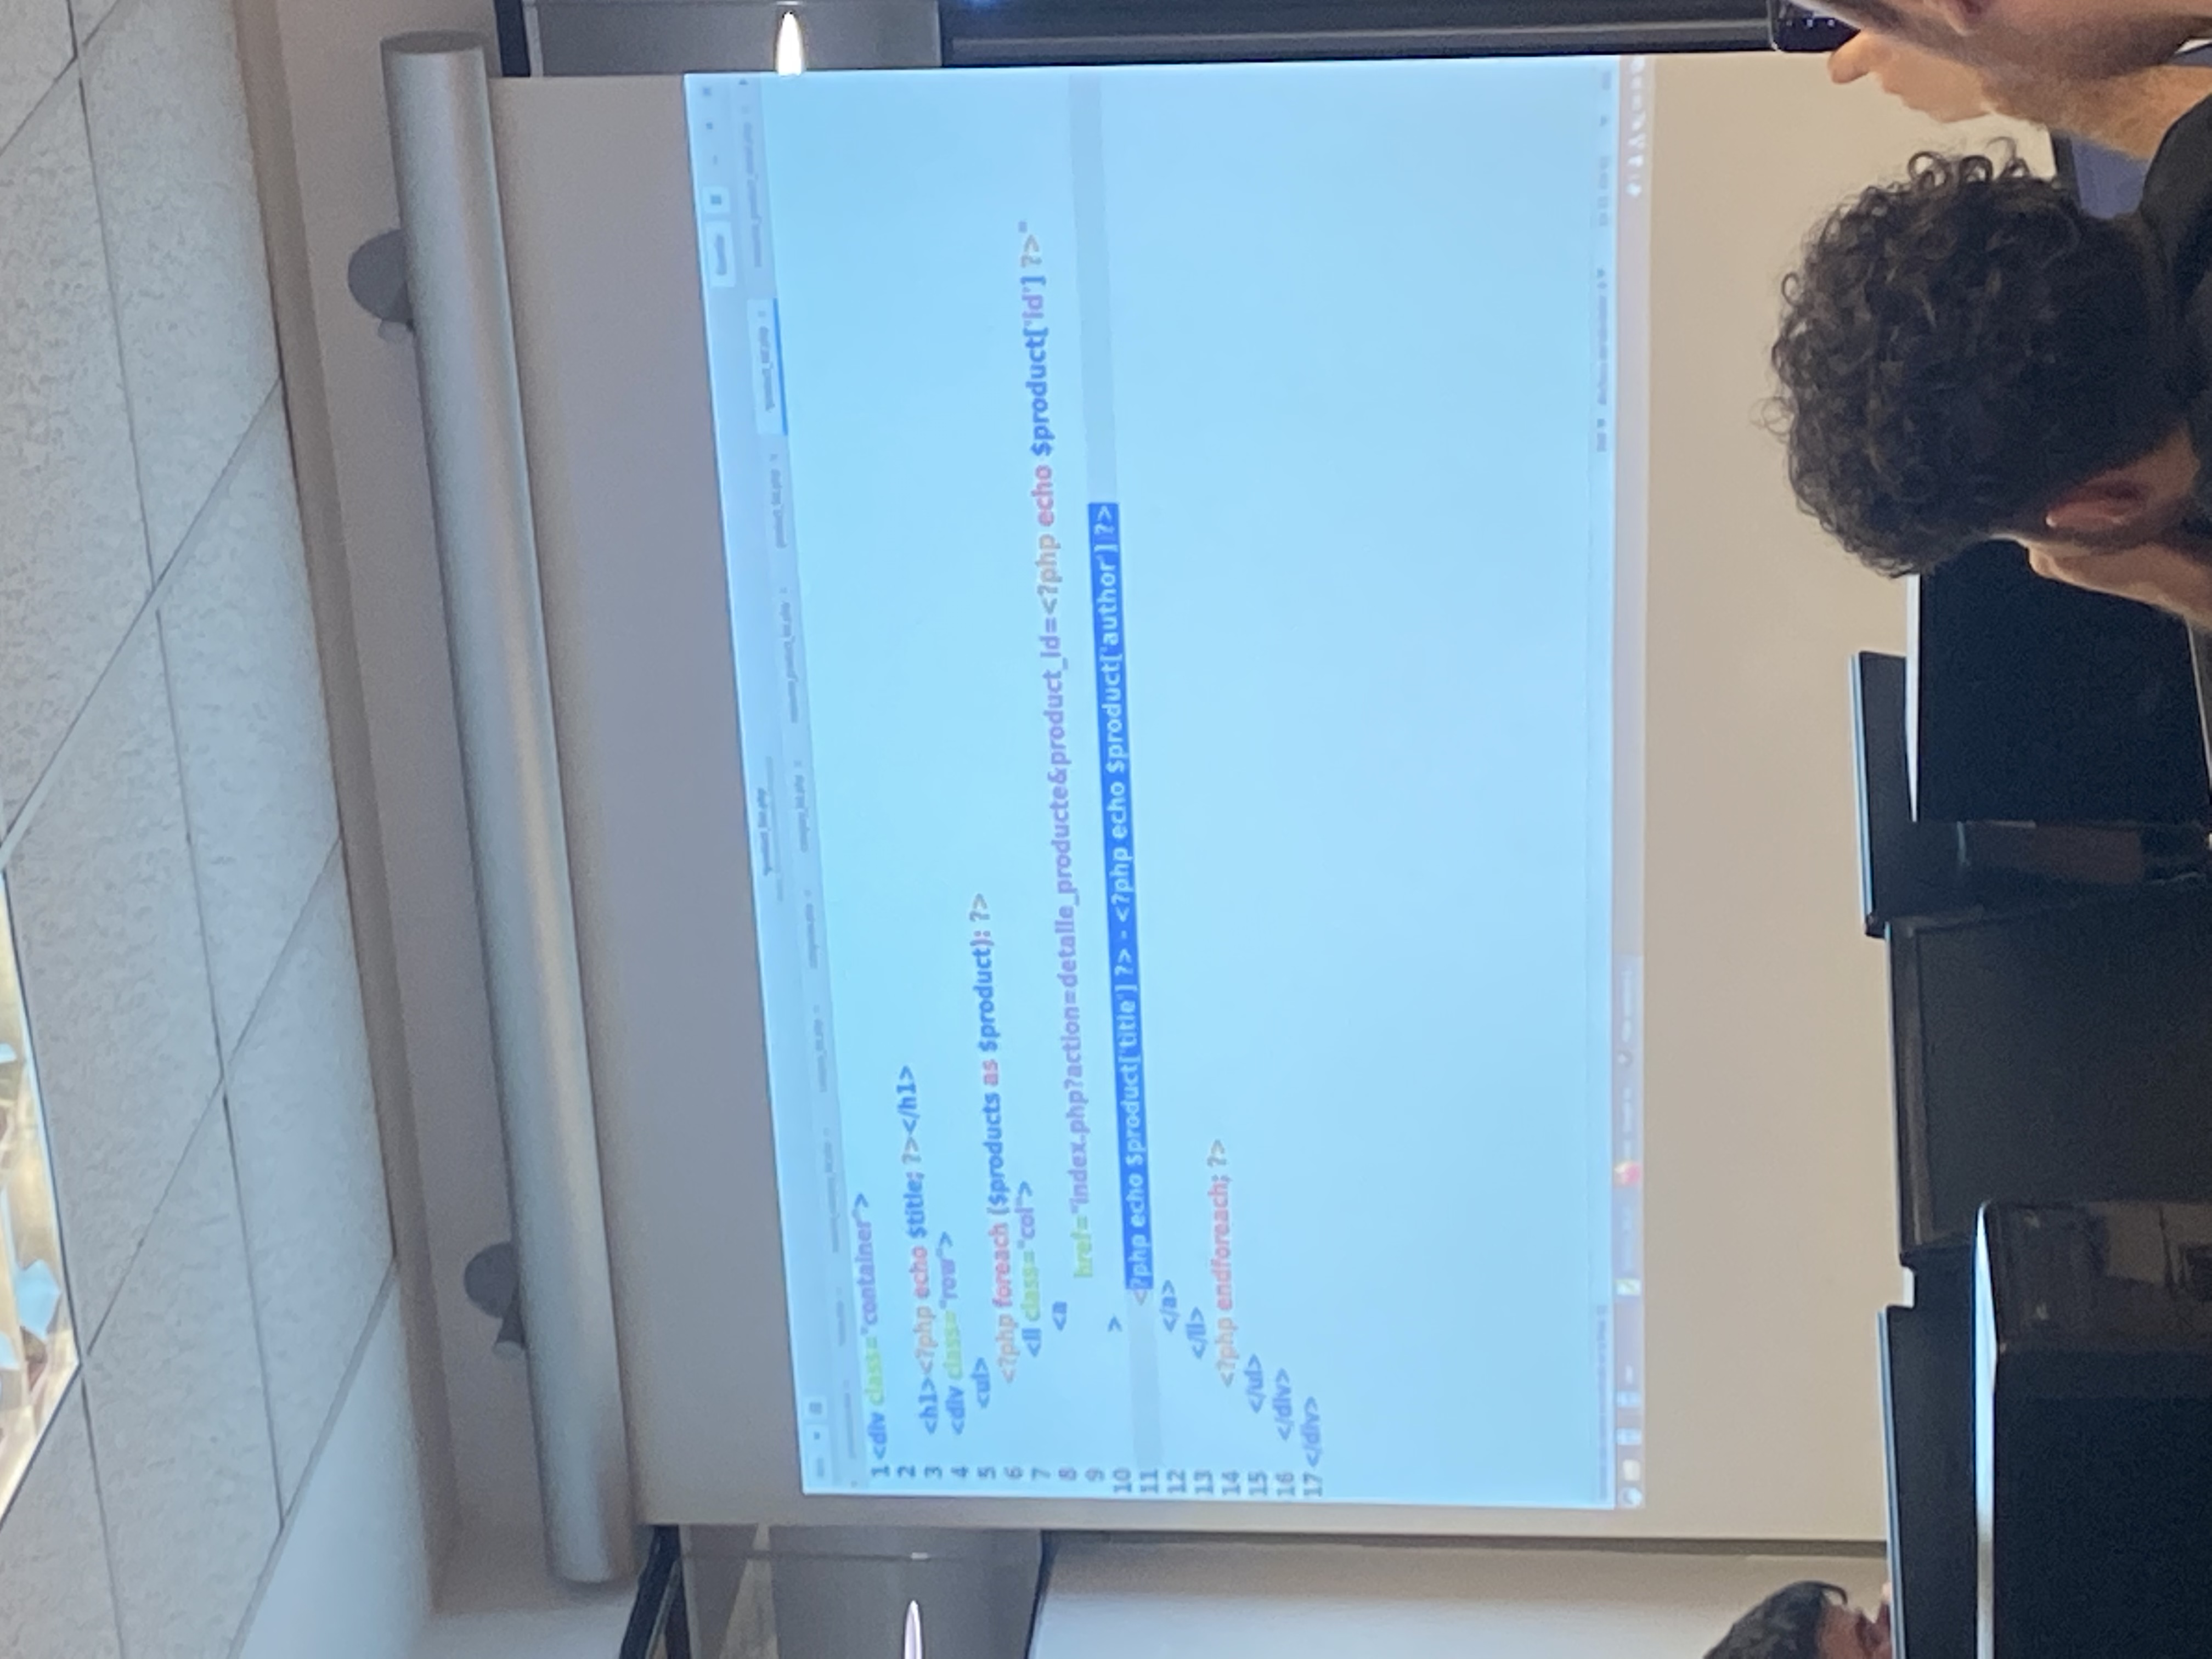 *product_list.php
product_list.php
1 <div class="container">
2
3 <h1><?php echo $title; ?></h1>
4 <div class="row">
5 <ul>
6 <?php foreach ($products as $product): ?>
7 <li class="col">
8 <a
9 href="index.php?action=detalle_producte&product_id=<?php echo $product['id'] ?>"
10 >
11 <?php echo $product['title'] ?> - <?php echo $product['author'] ?>
12 </a>
13 </li>
14 <?php endforeach; ?>
15 </ul>
16 </div>
17 </div>